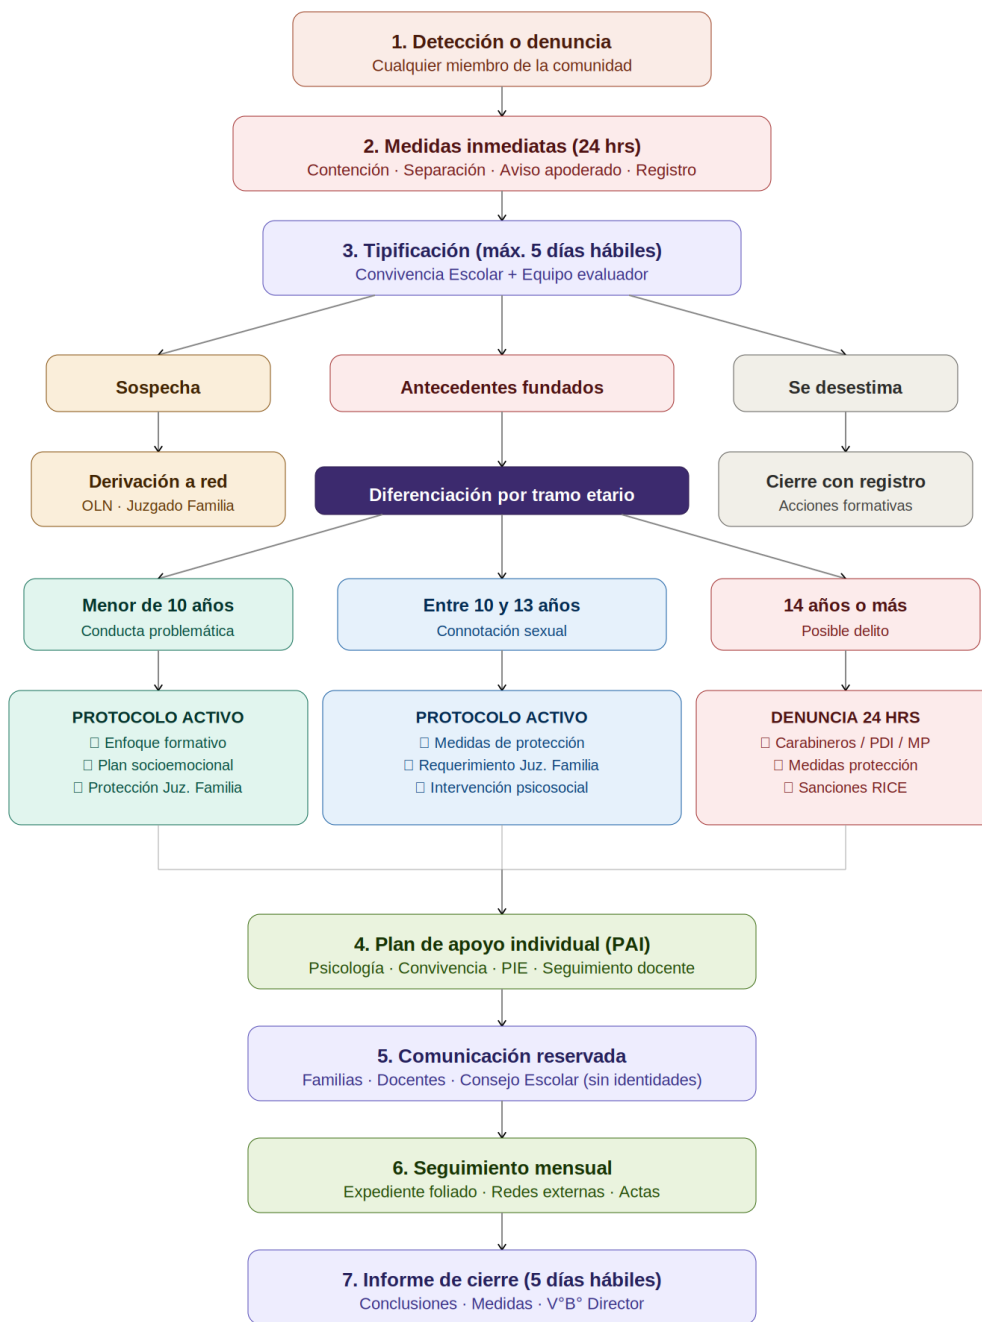 1. Detección o denuncia
Cualquier miembro de la comunidad
2. Medidas inmediatas (24 hrs)
Contención · Separación · Aviso apoderado · Registro
3. Tipificación (máx. 5 días hábiles)
Convivencia Escolar + Equipo evaluador
Sospecha
Antecedentes fundados
Se desestima
Derivación a red
OLN · Juzgado Familia
Diferenciación por tramo etario
Cierre con registro
Acciones formativas
Menor de 10 años
Conducta problemática
Entre 10 y 13 años
Connotación sexual
14 años o más
Posible delito
PROTOCOLO ACTIVO
Enfoque formativo
Plan socioemocional
Protección Juz. Familia
PROTOCOLO ACTIVO
Medidas de protección
Requerimiento Juz. Familia
Intervención psicosocial
DENUNCIA 24 HRS
Carabineros / PDI / MP
Medidas protección
Sanciones RICE
4. Plan de apoyo individual (PAI)
Psicología · Convivencia · PIE · Seguimiento docente
5. Comunicación reservada
Familias · Docentes · Consejo Escolar (sin identidades)
6. Seguimiento mensual
Expediente foliado · Redes externas · Actas
7. Informe de cierre (5 días hábiles)
Conclusiones · Medidas · V°B° Director